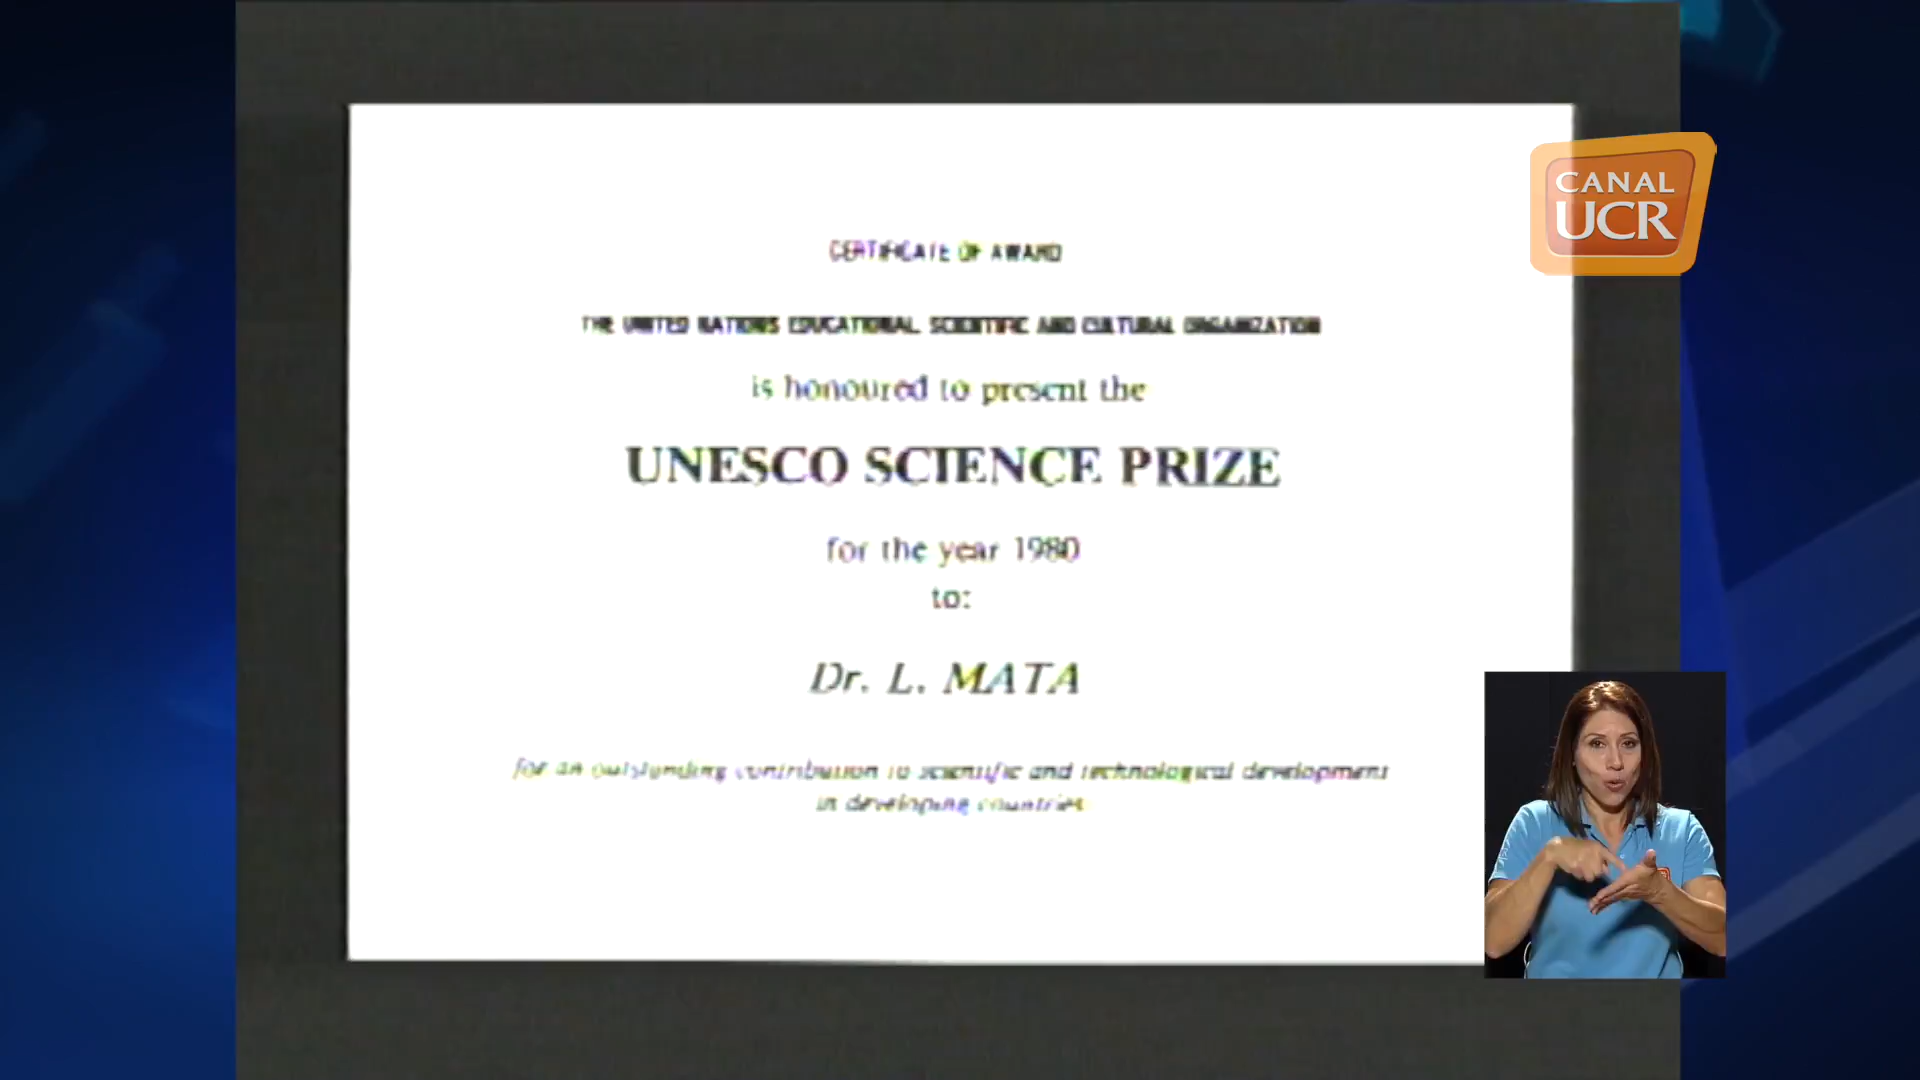 CERTIFICATE OF AWARD
THE UNITED NATIONS EDUCATIONAL, SCIENTIFIC AND CULTURAL ORGANIZATION
is honoured to present the
UNESCO SCIENCE PRIZE
for the year 1980
to:
Dr. L. MATA
for an outstanding contribution to scientific and technological development
in developing countries
CANAL
UCR